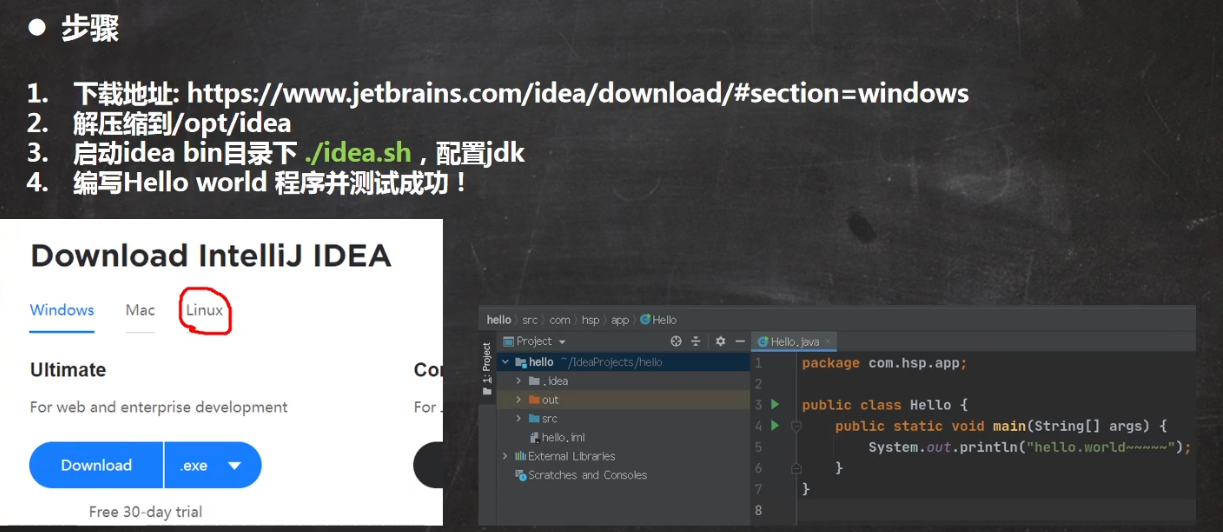 ● 步骤
1. 下载地址: https://www.jetbrains.com/idea/download/#section=windows
2. 解压缩到/opt/idea
3. 启动idea bin目录下 ./idea.sh，配置jdk
4. 编写Hello world 程序并测试成功！
Download IntelliJ IDEA
Windows Mac Linux
Ultimate
For web and enterprise development
For
Download .exe
Free 30-day trial
hello src com hsp app Hello
1: Project
Project
hello ~/IdeaProjects/hello
.idea
out
src
hello.iml
External Libraries
Scratches and Consoles
Hello.java
1 package com.hsp.app;
2
3 public class Hello {
4 public static void main(String[] args) {
5 System.out.println("hello.world~~~~~");
6 }
7 }
8